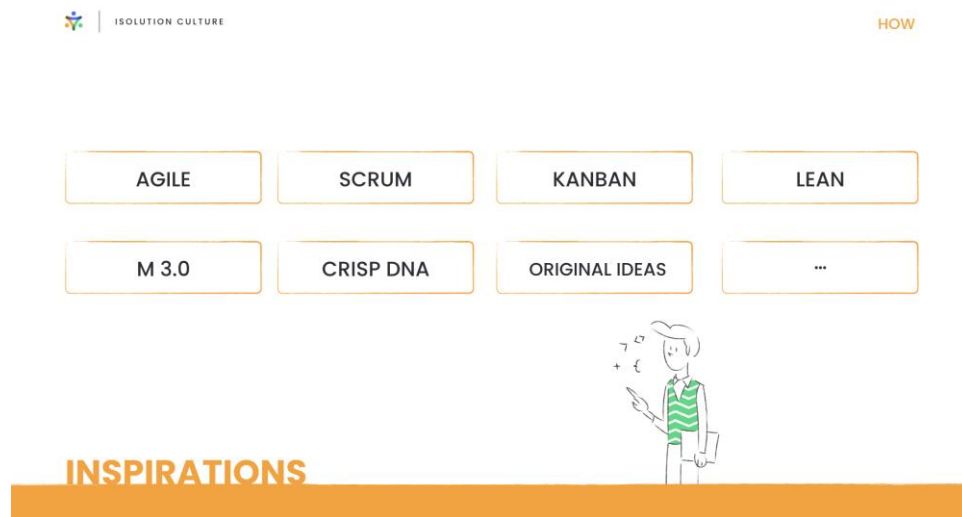 ISOLUTION CULTURE
HOW
AGILE
SCRUM
KANBAN
LEAN
M 3.0
CRISP DNA
ORIGINAL IDEAS
...
INSPIRATIONS